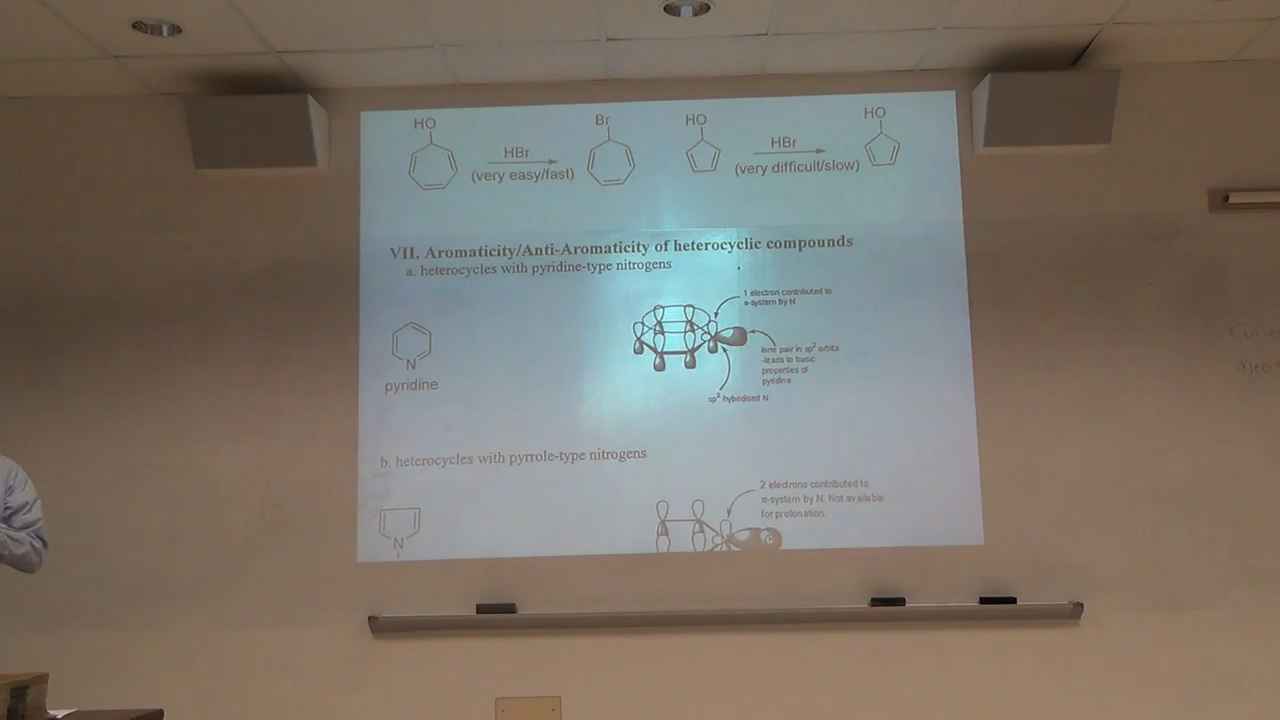 HO
HBr
(very easy/fast)
Br
HO
HBr
(very difficult/slow)
HO
VII. Aromaticity/Anti-Aromaticity of heterocyclic compounds
a. heterocycles with pyridine-type nitrogens
N
pyridine
1 electron contributed to
π-system by N
lone pair in sp² orbits
-leads to basic
properties of
pyridine
sp² hybridised N
b. heterocycles with pyrrole-type nitrogens
N
2 electrons contributed to
π-system by N. Not available
for protonation.